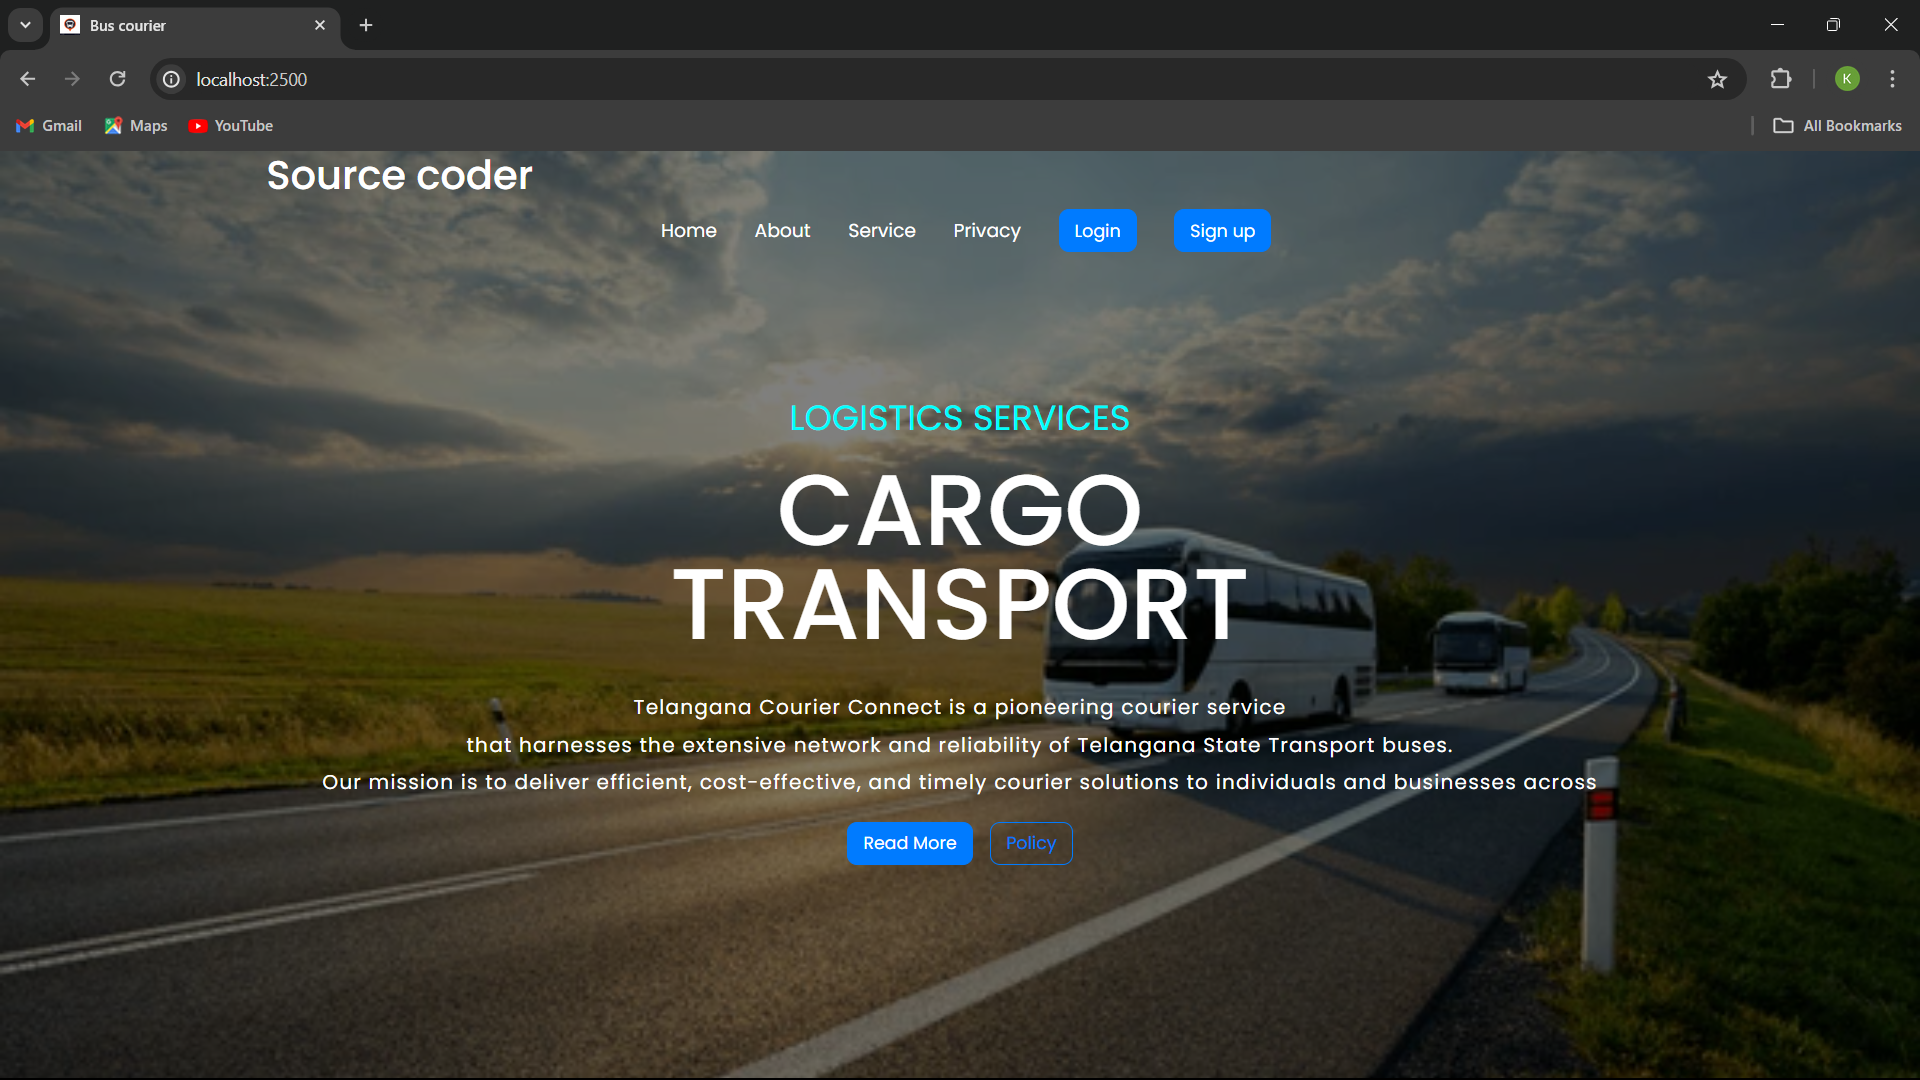 Bus courier
localhost:2500
K
Gmail Maps YouTube All Bookmarks
Source coder
Home About Service Privacy Login Sign up
LOGISTICS SERVICES
CARGO
TRANSPORT
Telangana Courier Connect is a pioneering courier service
that harnesses the extensive network and reliability of Telangana State Transport buses.
Our mission is to deliver efficient, cost-effective, and timely courier solutions to individuals and businesses across
Read More Policy